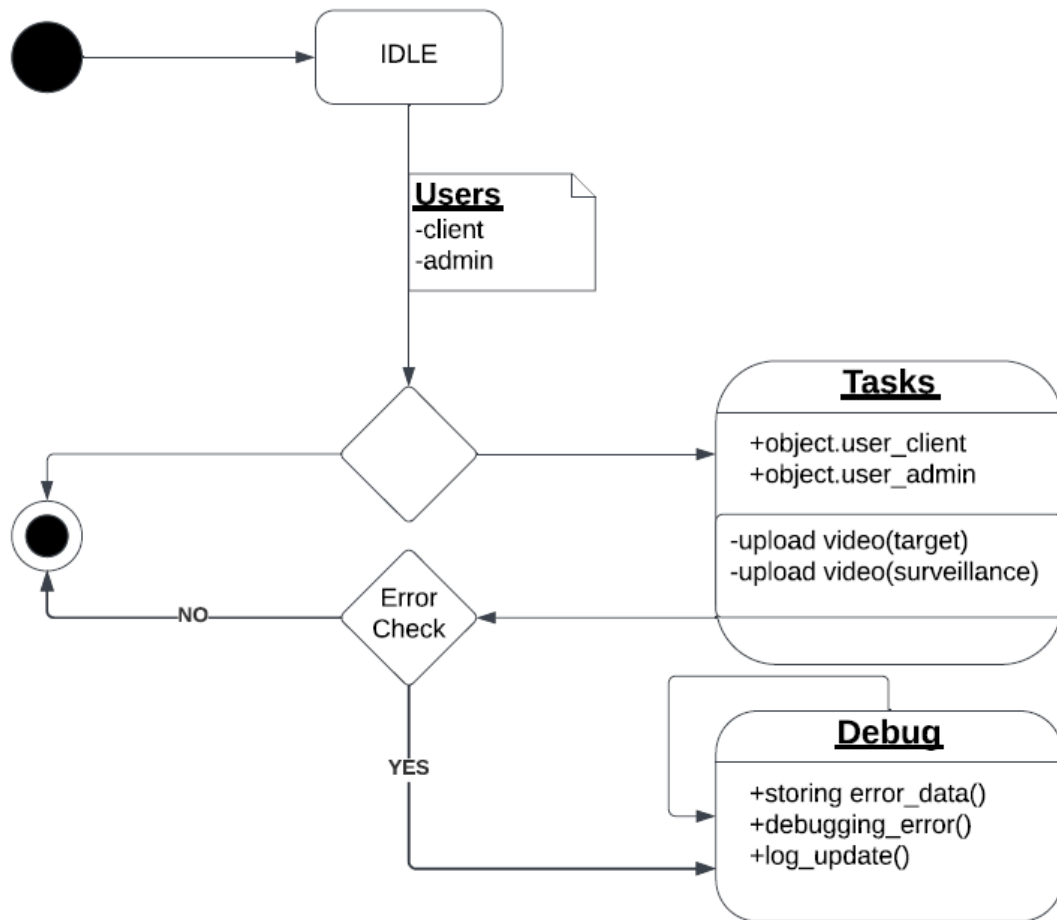 IDLE
Users
-client
-admin
Tasks
+object.user_client
+object.user_admin
-upload video(target)
-upload video(surveillance)
Error
Check
NO
YES
Debug
+storing error_data()
+debugging_error()
+log_update()